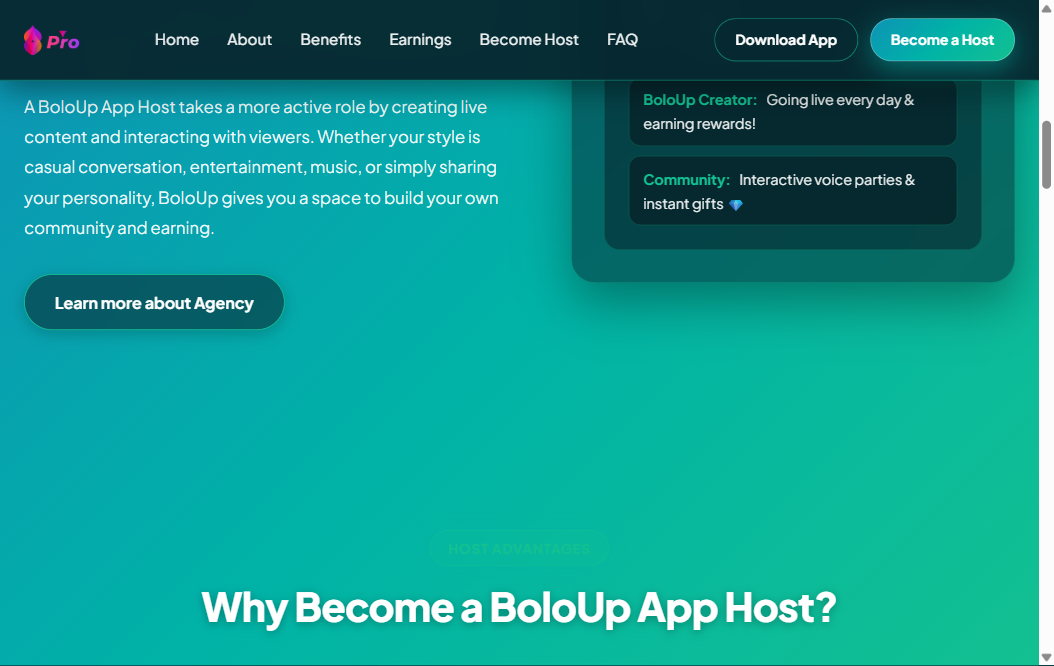 Pro
Home
About
Benefits
Earnings
Become Host
FAQ
Download App
Become a Host
A BoloUp App Host takes a more active role by creating live
content and interacting with viewers. Whether your style is
casual conversation, entertainment, music, or simply sharing
your personality, BoloUp gives you a space to build your own
community and earning.
Learn more about Agency
BoloUp Creator: Going live every day &
earning rewards!
Community: Interactive voice parties &
instant gifts 💎
HOST ADVANTAGES
Why Become a BoloUp App Host?